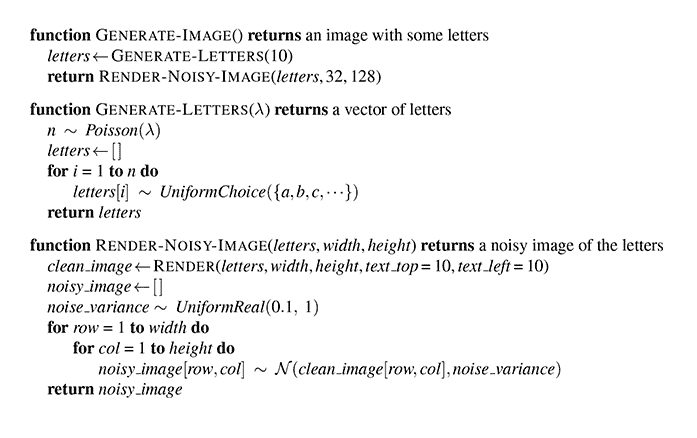 function GENERATE-IMAGE() returns an image with some letters
letters ← GENERATE-LETTERS(10)
return RENDER-NOISY-IMAGE(letters, 32, 128)
function GENERATE-LETTERS(λ) returns a vector of letters
n ∼ Poisson(λ)
letters ← [ ]
for i = 1 to n do
letters[i] ∼ UniformChoice({a, b, c, ···})
return letters
function RENDER-NOISY-IMAGE(letters, width, height) returns a noisy image of the letters
clean_image ← RENDER(letters, width, height, text_top = 10, text_left = 10)
noisy_image ← [ ]
noise_variance ∼ UniformReal(0.1, 1)
for row = 1 to width do
for col = 1 to height do
noisy_image[row, col] ∼ 𝒩(clean_image[row, col], noise_variance)
return noisy_image